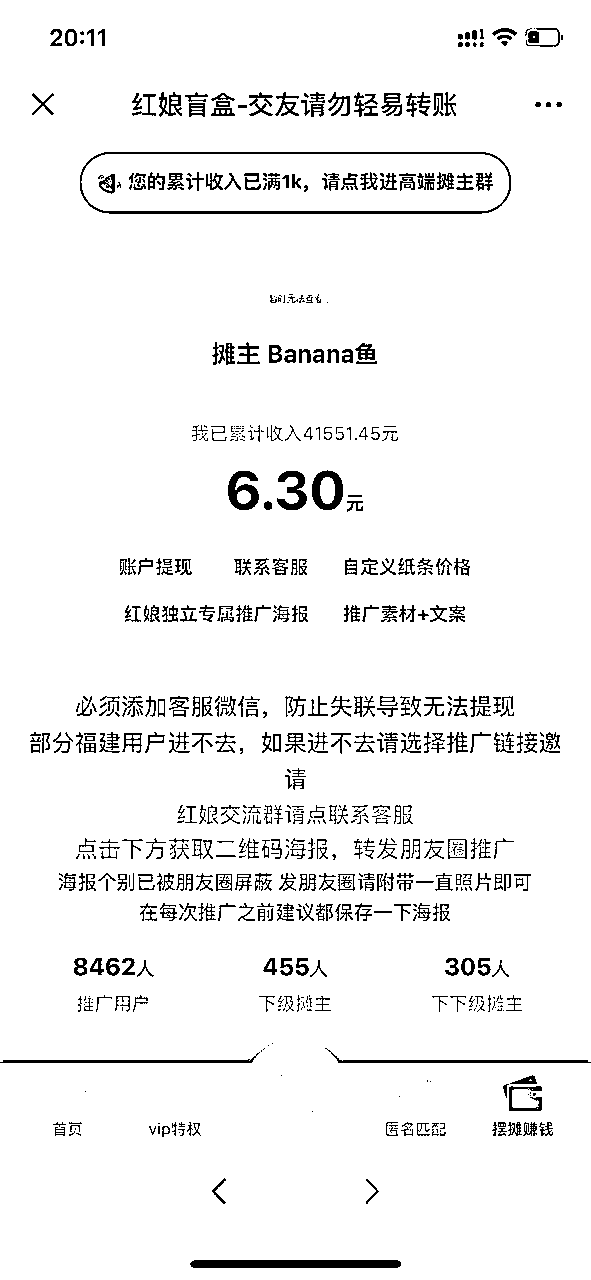 20:11
红娘盲盒-交友请勿轻易转账
您的累计收入已满1k，请点我进高端摊主群
暂时无法查看
摊主 Banana鱼
我已累计收入41551.45元
6.30元
账户提现 联系客服 自定义纸条价格
红娘独立专属推广海报 推广素材+文案
必须添加客服微信，防止失联导致无法提现
部分福建用户进不去，如果进不去请选择推广链接邀
请
红娘交流群请点联系客服
点击下方获取二维码海报，转发朋友圈推广
海报个别已被朋友圈屏蔽 发朋友圈请附带一直照片即可
在每次推广之前建议都保存一下海报
8462人 455人 305人
推广用户 下级摊主 下下级摊主
首页 vip特权 匿名匹配 摆摊赚钱